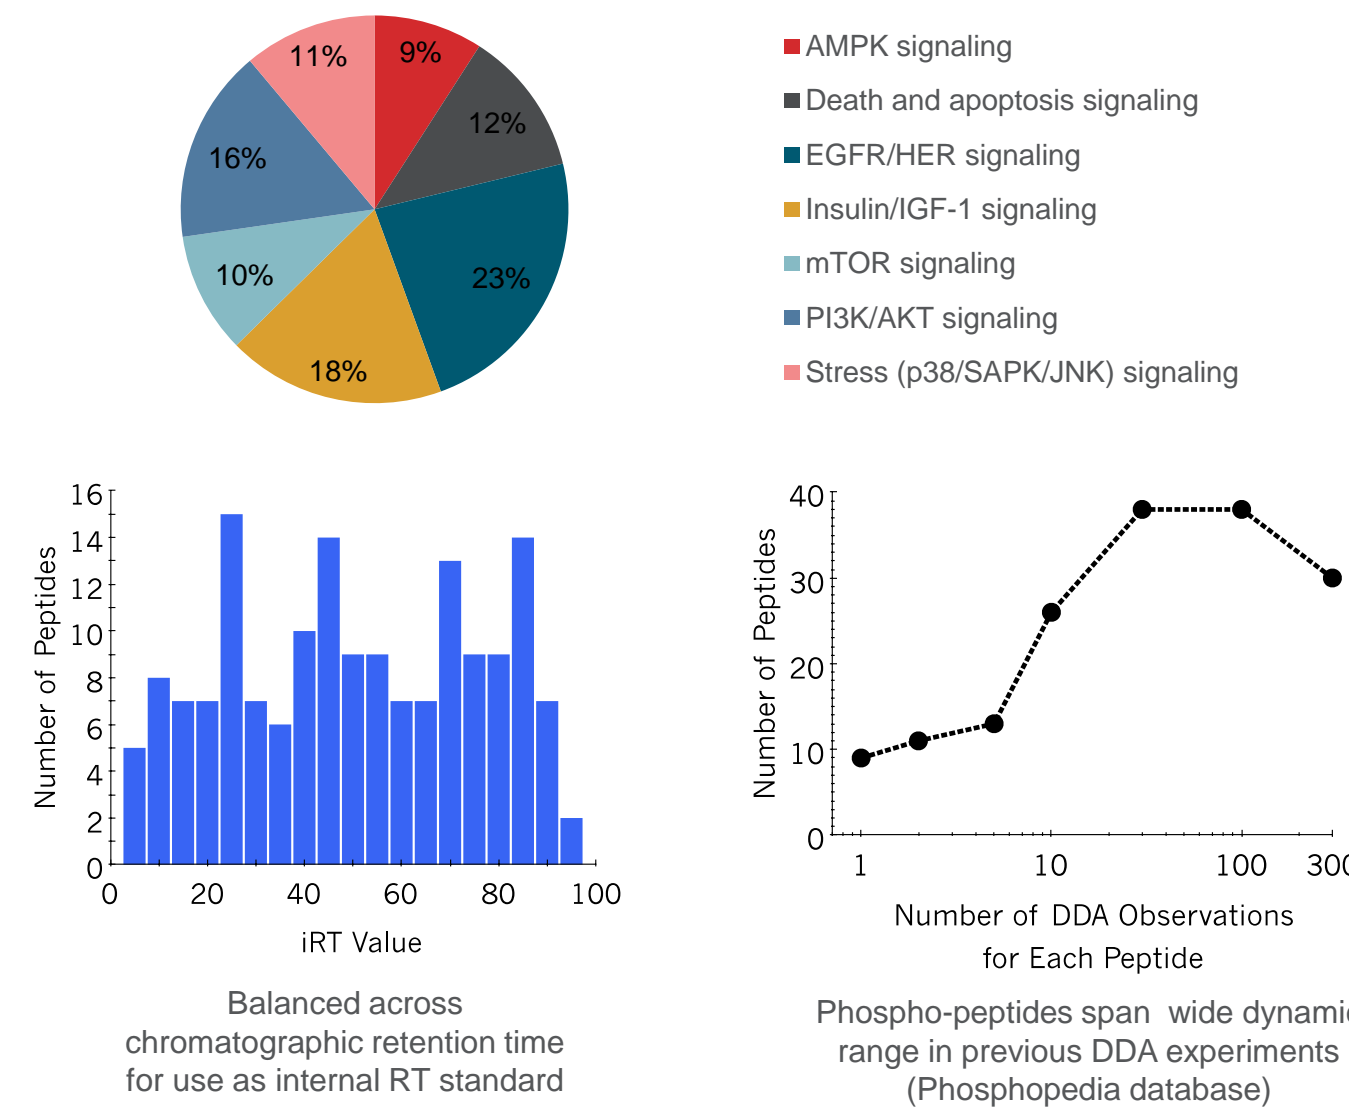 11%
9%
12%
16%
10%
23%
18%
AMPK signaling
Death and apoptosis signaling
EGFR/HER signaling
Insulin/IGF-1 signaling
mTOR signaling
PI3K/AKT signaling
Stress (p38/SAPK/JNK) signaling
Number of Peptides
16
14
12
10
8
6
4
2
0
0 20 40 60 80 100
iRT Value
Balanced across
chromatographic retention time
for use as internal RT standard
Number of Peptides
40
30
20
10
0
1 10 100 300
Number of DDA Observations
for Each Peptide
Phospho-peptides span wide dynamic
range in previous DDA experiments
(Phosphopedia database)